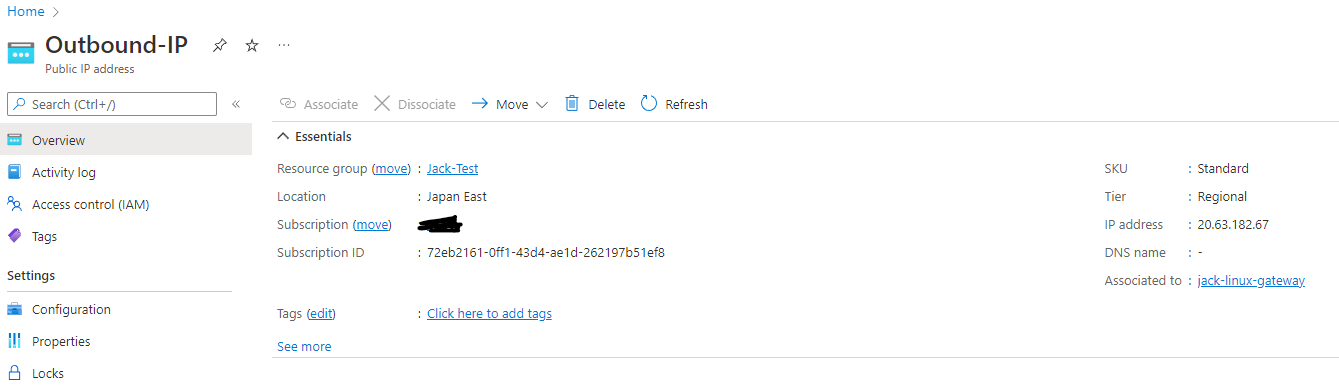 Home >
Outbound-IP
Public IP address
Search (Ctrl+/)
«
Overview
Activity log
Access control (IAM)
Tags
Settings
Configuration
Properties
Locks
Associate Dissociate Move Delete Refresh
Essentials
Resource group (move) : Jack-Test
Location : Japan East
Subscription (move) :
Subscription ID : 72eb2161-0ff1-43d4-ae1d-262197b51ef8
SKU : Standard
Tier : Regional
IP address : 20.63.182.67
DNS name : -
Associated to : jack-linux-gateway
Tags (edit) : Click here to add tags
See more